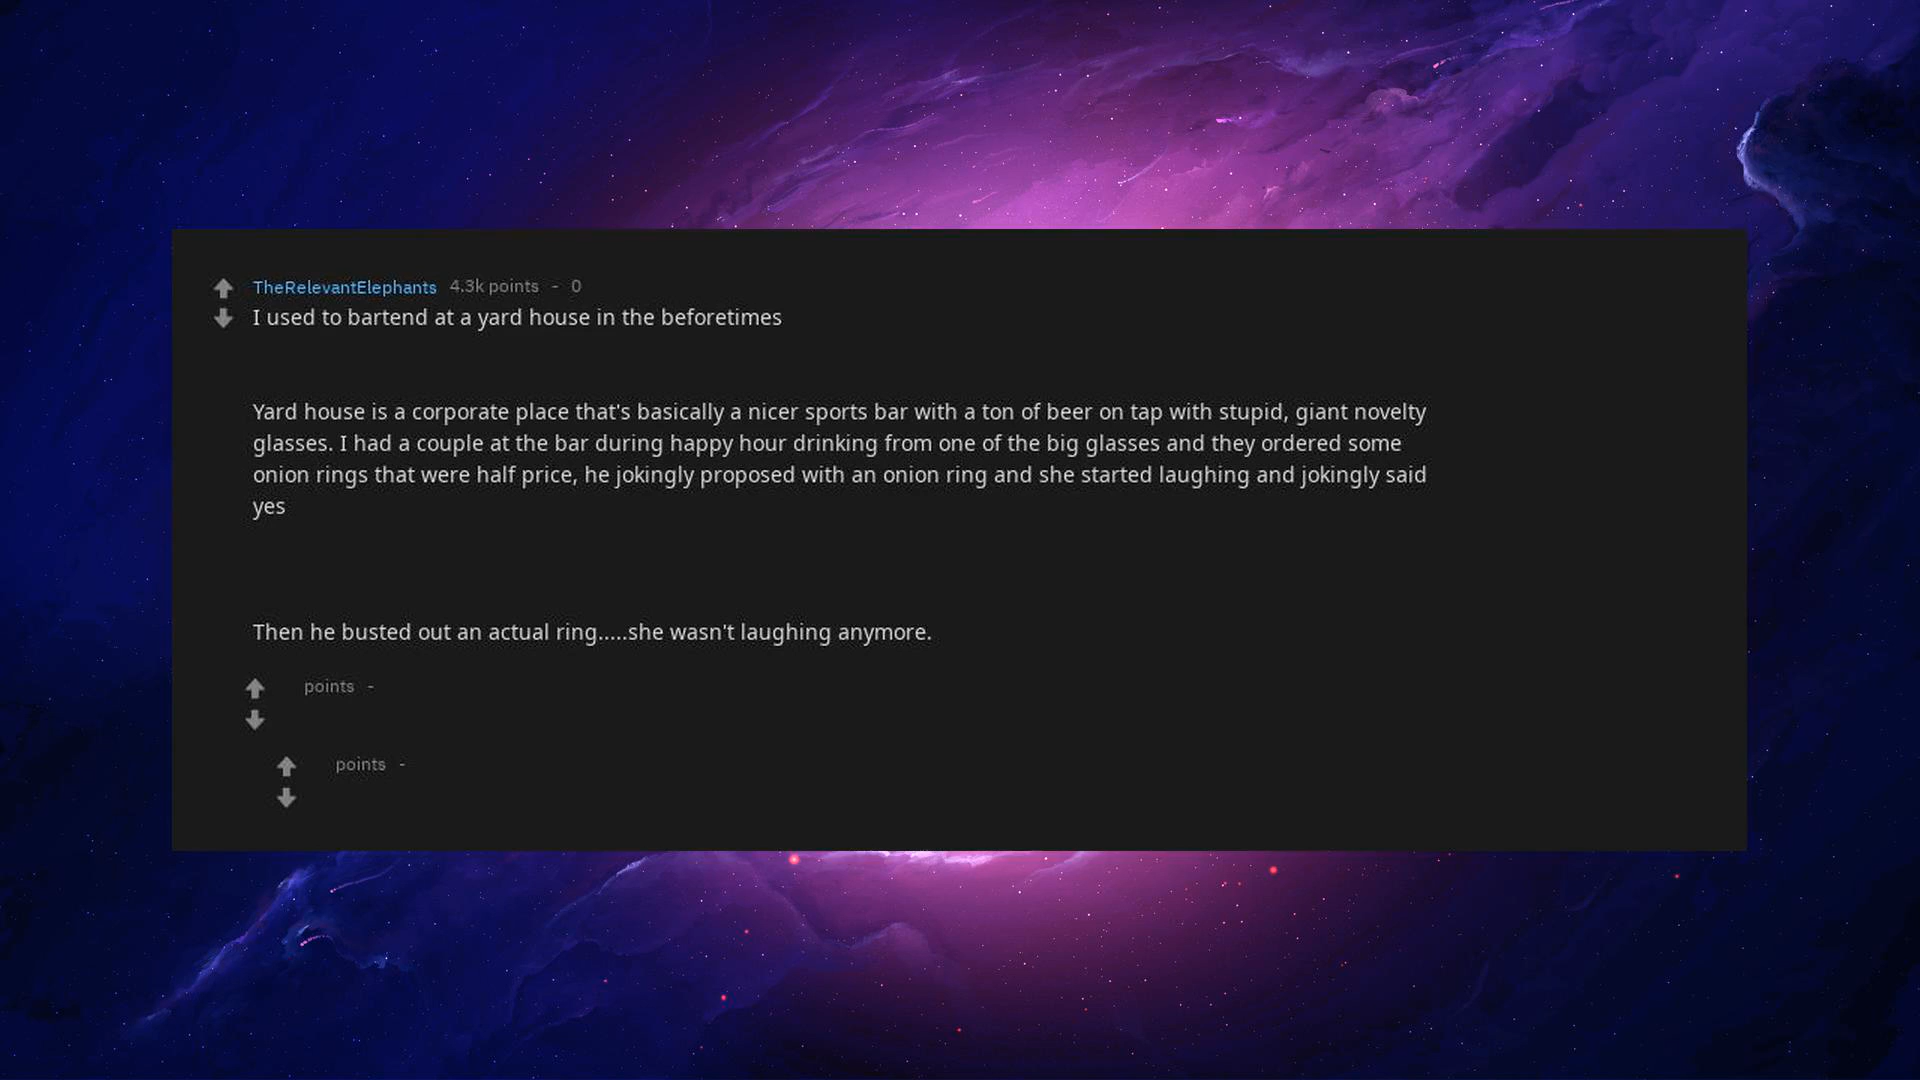 TheRelevantElephants 4.3k points - 0
I used to bartend at a yard house in the beforetimes
Yard house is a corporate place that's basically a nicer sports bar with a ton of beer on tap with stupid, giant novelty
glasses. I had a couple at the bar during happy hour drinking from one of the big glasses and they ordered some
onion rings that were half price, he jokingly proposed with an onion ring and she started laughing and jokingly said
yes
Then he busted out an actual ring.....she wasn't laughing anymore.
points -
points -